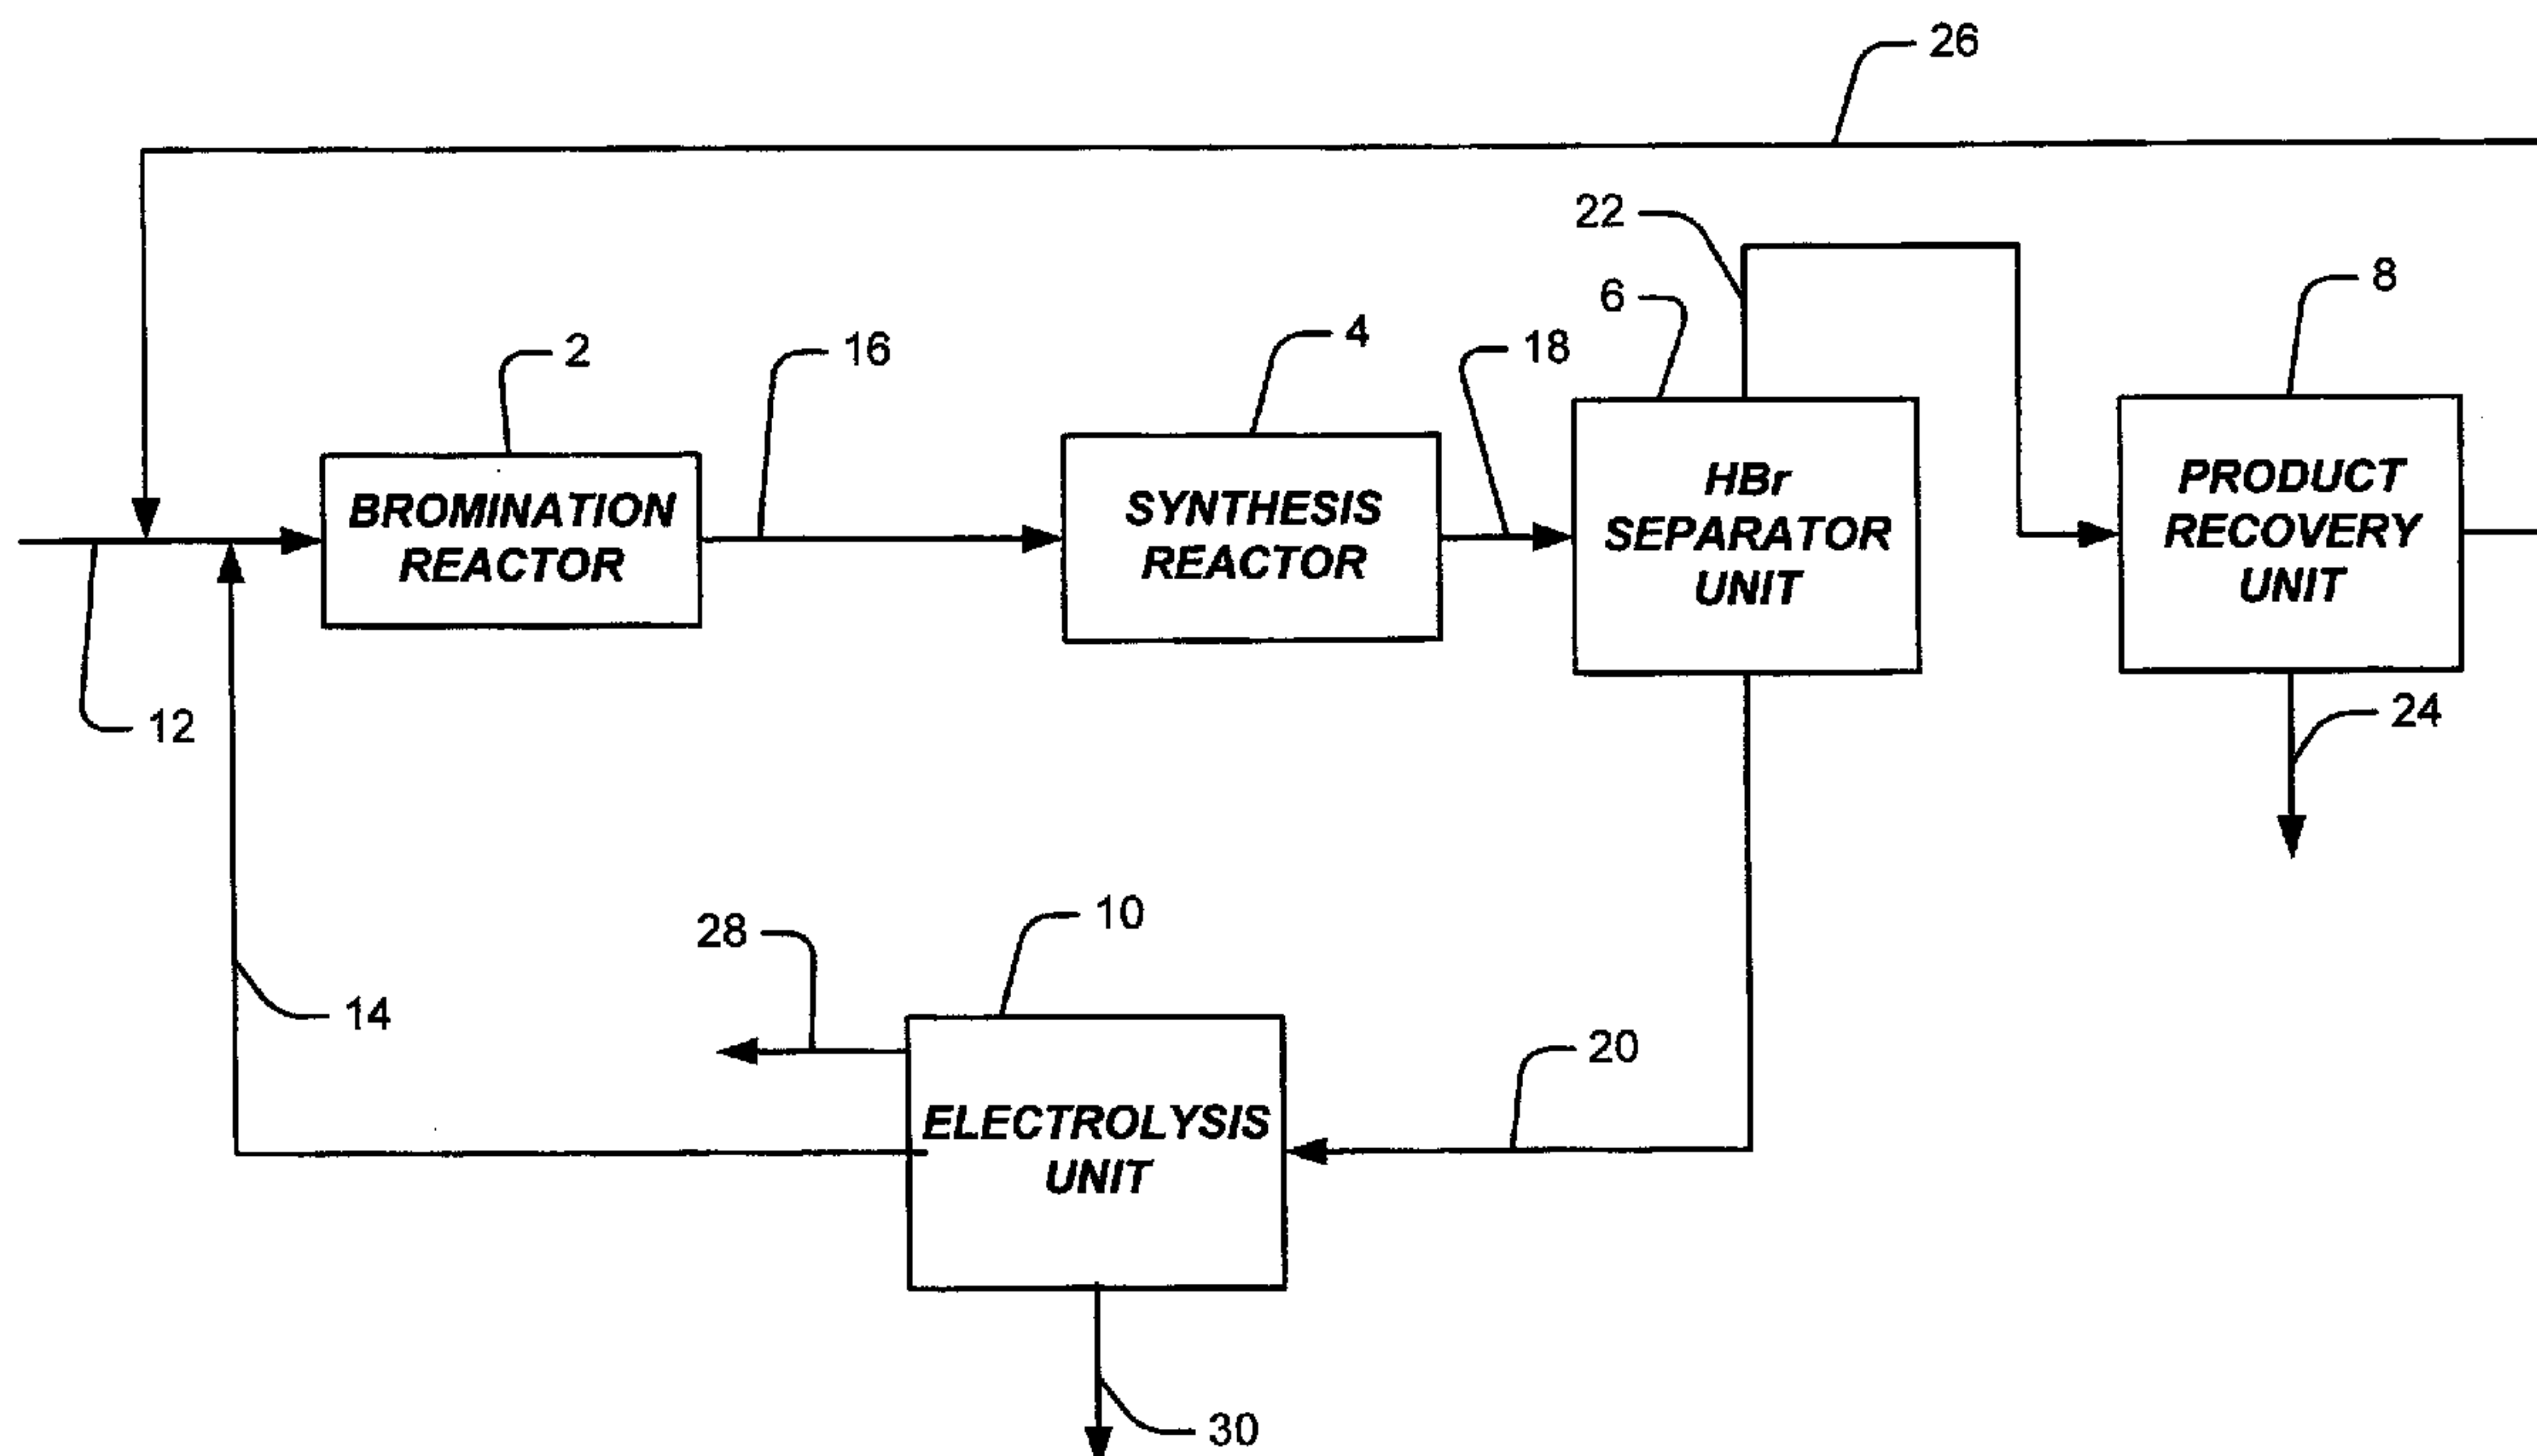 26
22
6
8
2
16
4
18
BROMINATION
REACTOR
SYNTHESIS
REACTOR
HBr
SEPARATOR
UNIT
PRODUCT
RECOVERY
UNIT
12
24
14
28
10
20
ELECTROLYSIS
UNIT
30